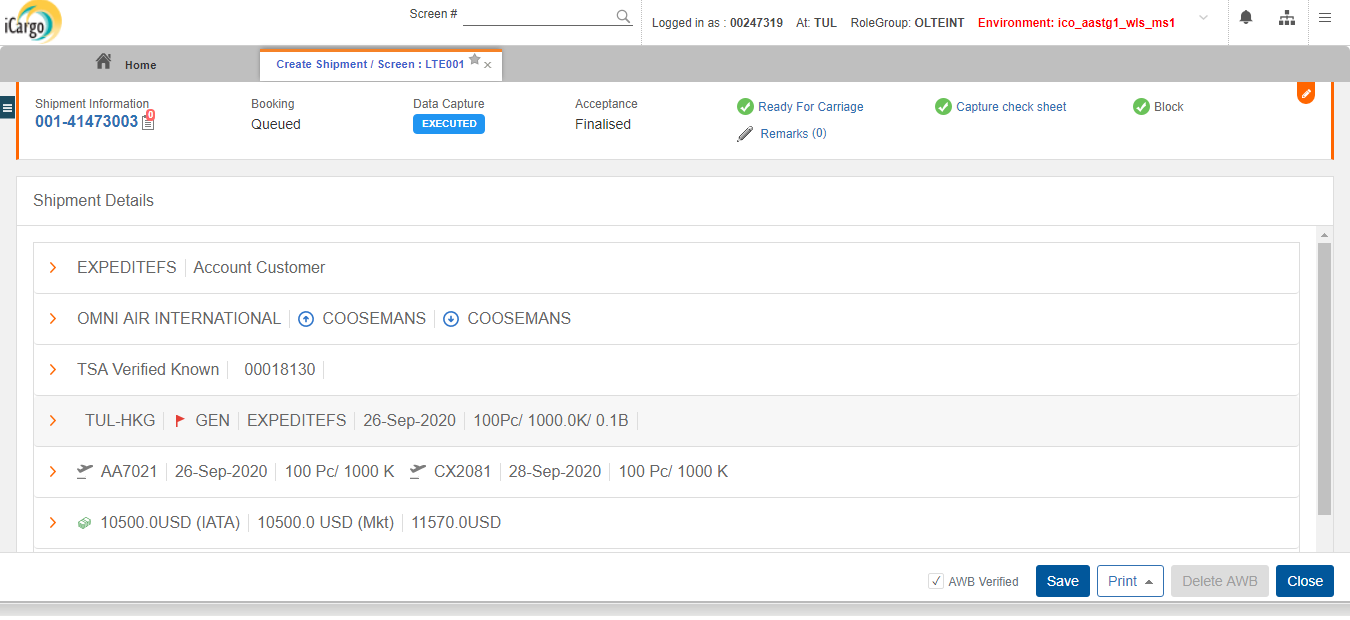 iCargo
Screen #
Logged in as : 00247319 At: TUL RoleGroup: OLTEINT Environment: ico_aastg1_wls_ms1
Home
Create Shipment / Screen : LTE001
Shipment Information
001-41473003
0
Booking
Queued
Data Capture
EXECUTED
Acceptance
Finalised
Ready For Carriage
Capture check sheet
Block
Remarks (0)
Shipment Details
EXPEDITEFS Account Customer
OMNI AIR INTERNATIONAL COOSEMANS COOSEMANS
TSA Verified Known 00018130
TUL-HKG GEN EXPEDITEFS 26-Sep-2020 100Pc/ 1000.0K/ 0.1B
AA7021 26-Sep-2020 100 Pc/ 1000 K CX2081 28-Sep-2020 100 Pc/ 1000 K
10500.0USD (IATA) 10500.0 USD (Mkt) 11570.0USD
AWB Verified Save Print Delete AWB Close